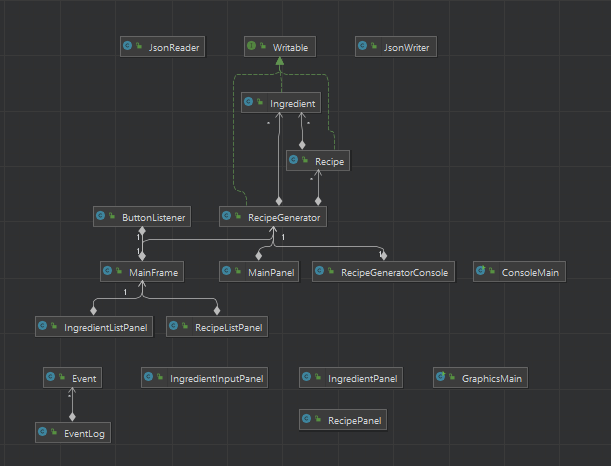 JsonReader
Writable
JsonWriter
Ingredient
*
*
Recipe
*
ButtonListener
RecipeGenerator
1
1
1
1
MainFrame
MainPanel
RecipeGeneratorConsole
ConsoleMain
1
IngredientListPanel
RecipeListPanel
Event
IngredientInputPanel
IngredientPanel
GraphicsMain
*
RecipePanel
EventLog